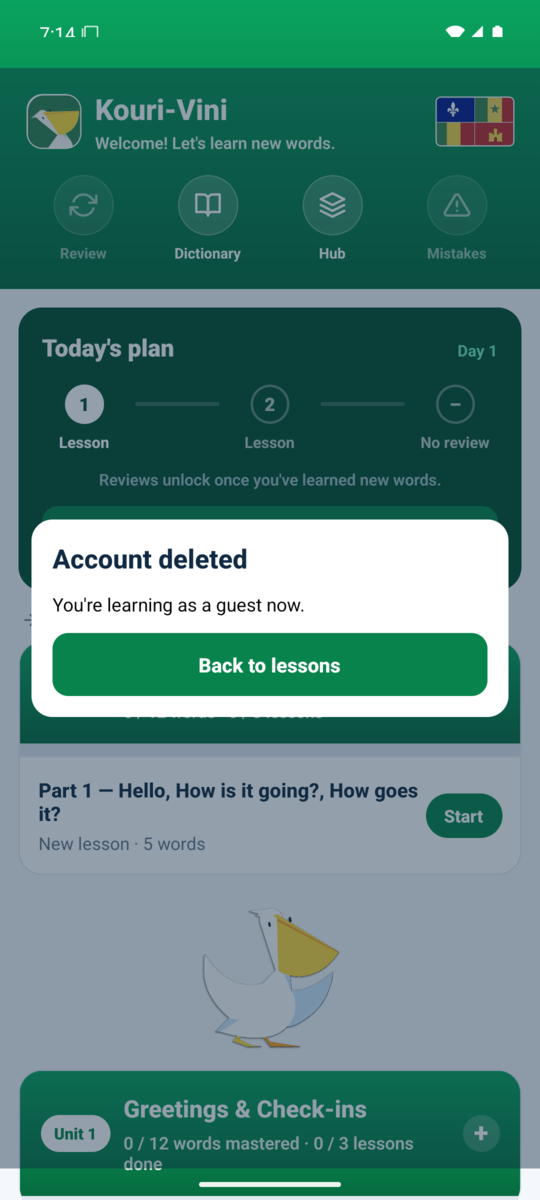 7:14
Kouri-Vini
Welcome! Let's learn new words.
Review
Dictionary
Hub
Mistakes
Today's plan
Day 1
1
2
–
Lesson
Lesson
No review
Reviews unlock once you've learned new words.
Account deleted
You're learning as a guest now.
Back to lessons
Part 1 — Hello, How is it going?, How goes
it?
Start
New lesson · 5 words
Greetings & Check-ins
Unit 1
0 / 12 words mastered · 0 / 3 lessons
done
+